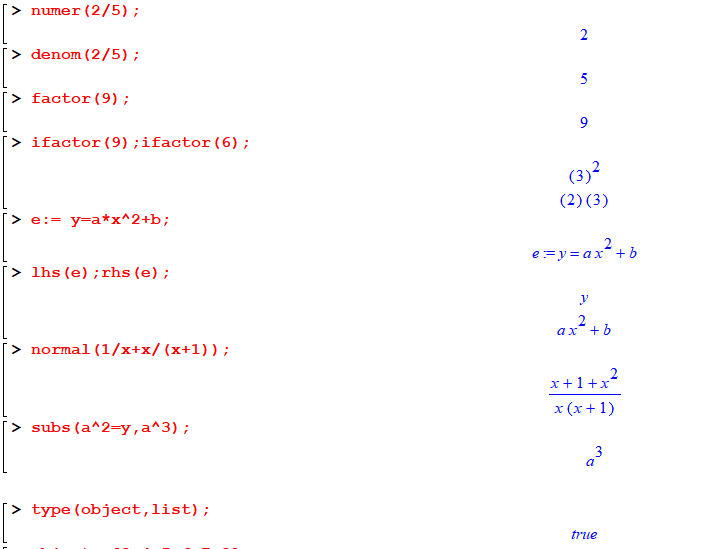 > numer(2/5);
2
> denom(2/5);
5
> factor(9);
9
> ifactor(9);ifactor(6);
(3)^2
(2)(3)
> e:= y=a*x^2+b;
e := y = a x^2 + b
> lhs(e);rhs(e);
y
a x^2 + b
> normal(1/x+x/(x+1));
x + 1 + x^2
x (x + 1)
> subs(a^2=y,a^3);
a^3
> type(object,list);
true